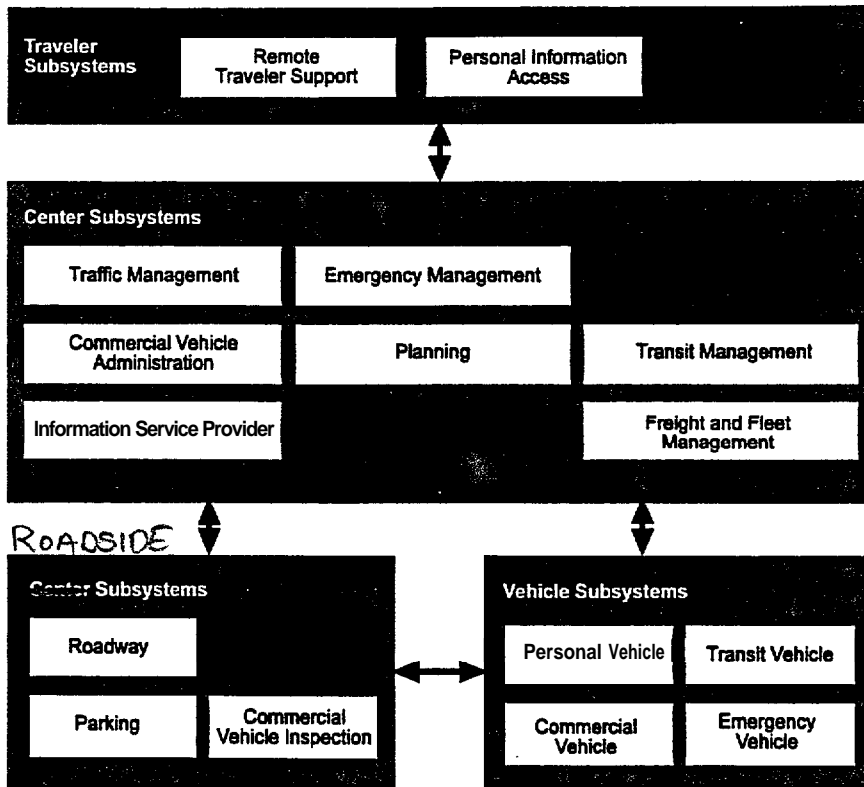 Traveler
Subsystems
Remote
Traveler Support
Personal Information
Access
Center Subsystems
Traffic Management
Emergency Management
Commercial Vehicle
Administration
Planning
Transit Management
Information Service Provider
Freight and Fleet
Management
ROADSIDE
Center Subsystems
Roadway
Parking
Commercial
Vehicle Inspection
Vehicle Subsystems
Personal Vehicle
Transit Vehicle
Commercial
Vehicle
Emergency
Vehicle